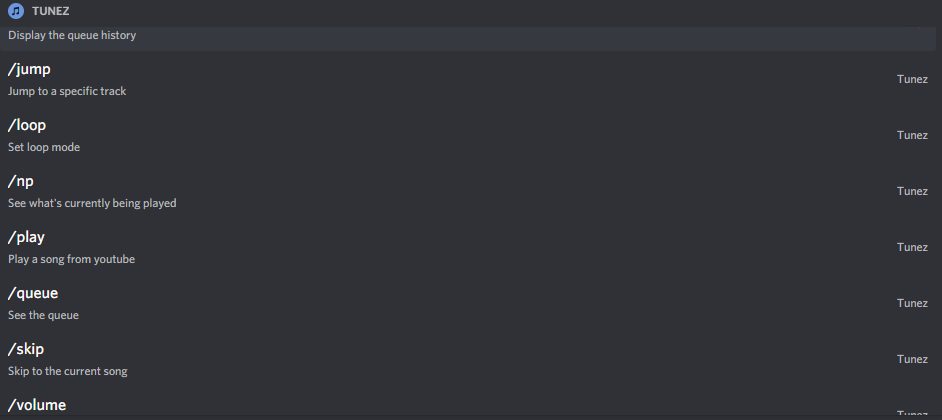 TUNEZ
Display the queue history
/jump
Tunez
Jump to a specific track
/loop
Tunez
Set loop mode
/np
Tunez
See what's currently being played
/play
Tunez
Play a song from youtube
/queue
Tunez
See the queue
/skip
Tunez
Skip to the current song
/volume
Tunez